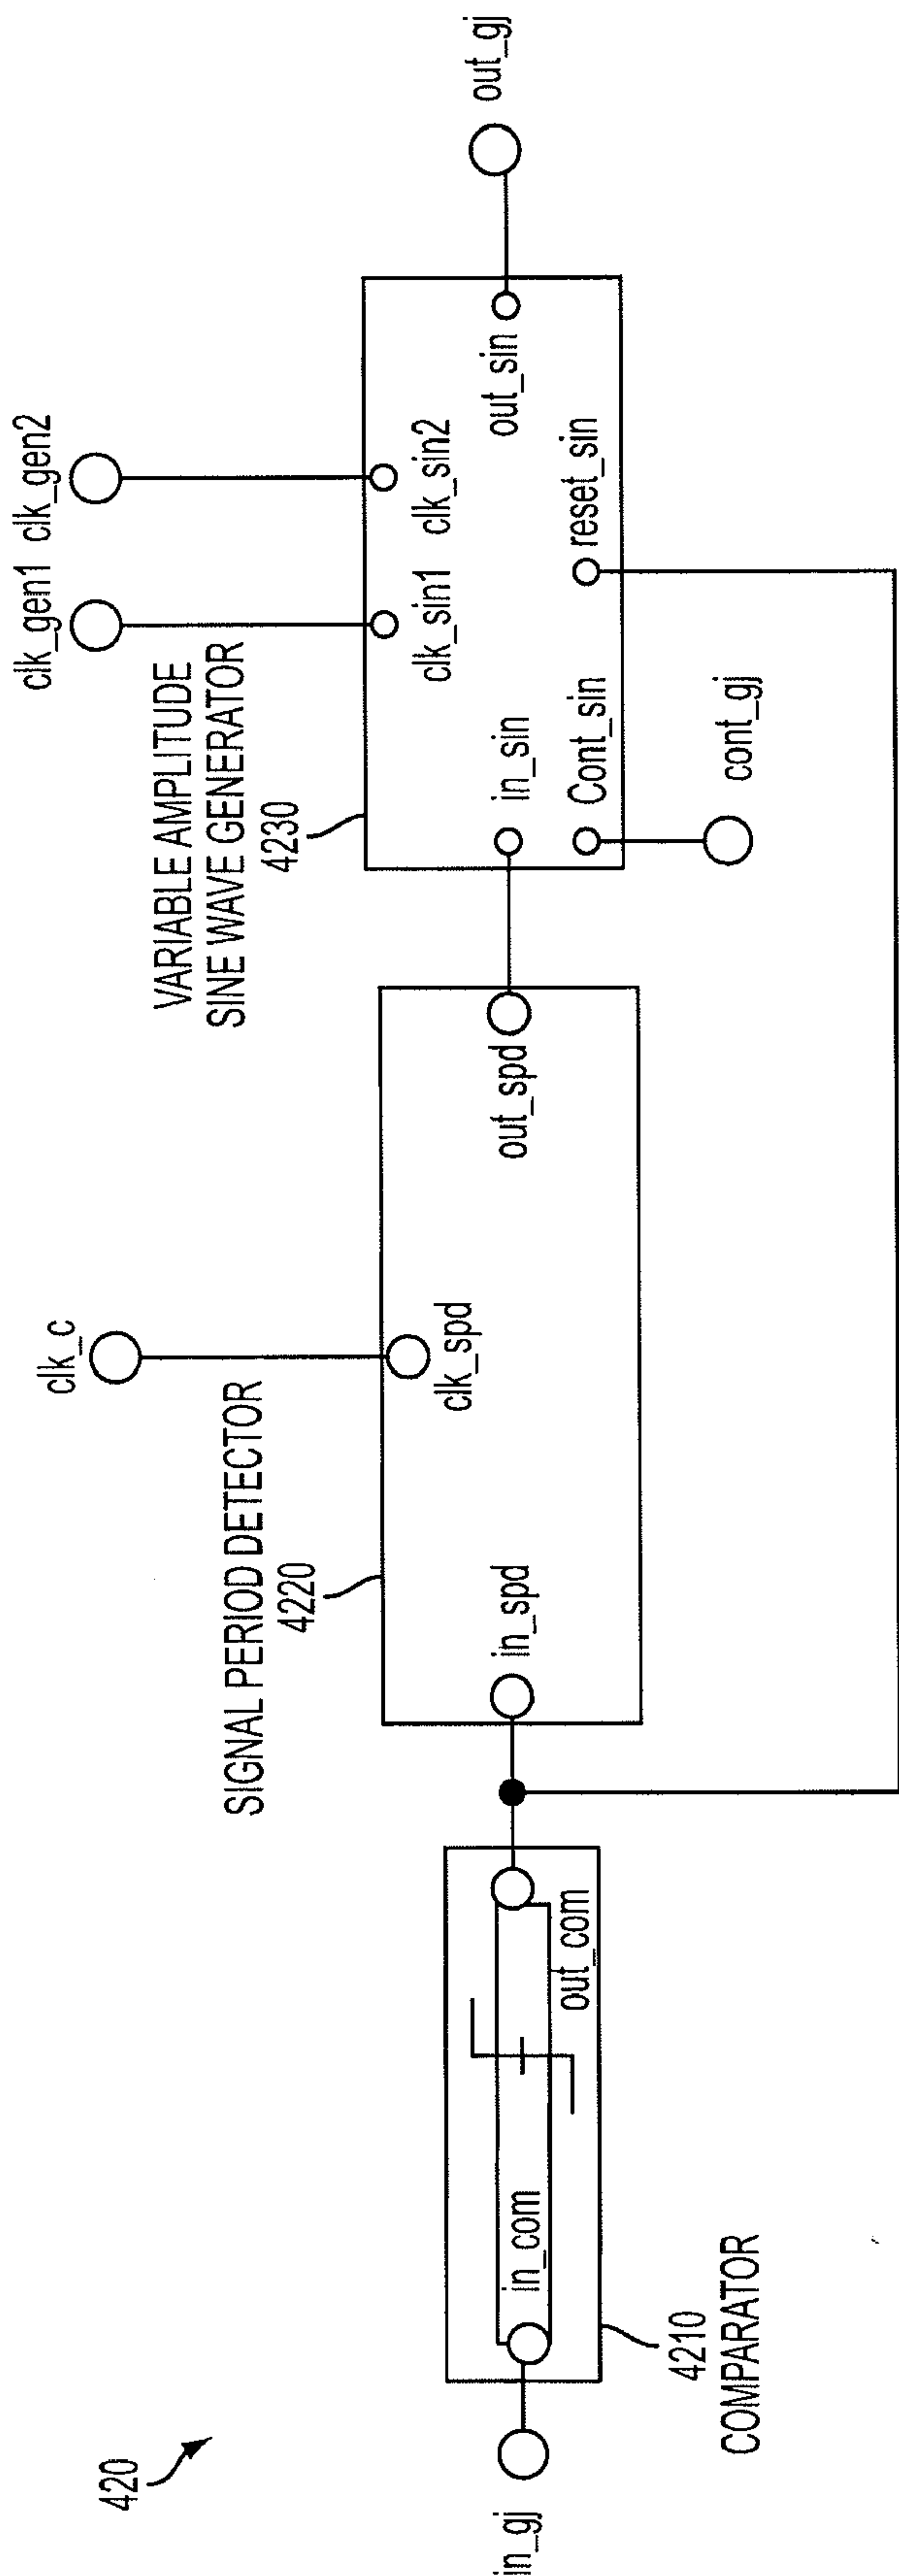 420
in_gj
in_com
out_com
4210
COMPARATOR
SIGNAL PERIOD DETECTOR
4220
in_spd
clk_c
clk_spd
out_spd
VARIABLE AMPLITUDE
SINE WAVE GENERATOR
4230
clk_gen1
clk_gen2
clk_sin1
clk_sin2
in_sin
out_sin
Cont_sin
reset_sin
cont_gj
out_gj